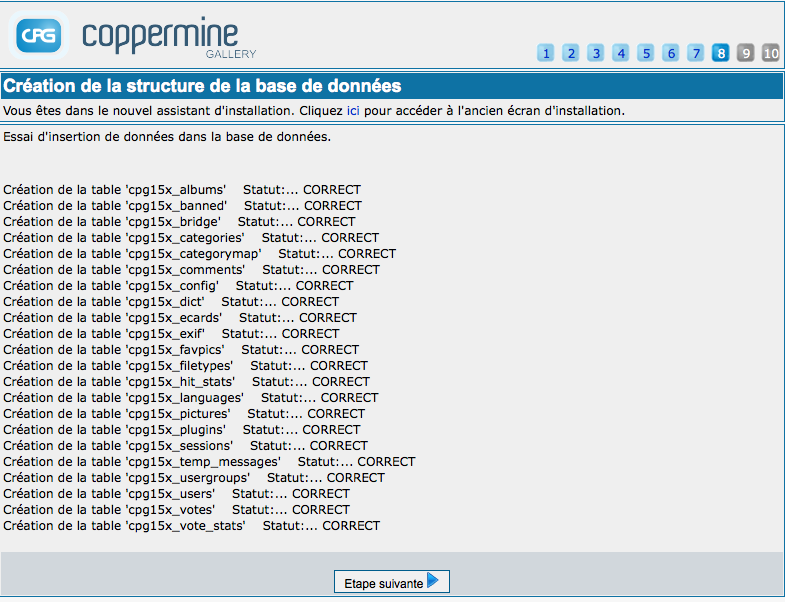 CPG coppermine
GALLERY
1 2 3 4 5 6 7 8 9 10
Création de la structure de la base de données
Vous êtes dans le nouvel assistant d'installation. Cliquez ici pour accéder à l'ancien écran d'installation.
Essai d'insertion de données dans la base de données.
Création de la table 'cpg15x_albums' Statut:... CORRECT
Création de la table 'cpg15x_banned' Statut:... CORRECT
Création de la table 'cpg15x_bridge' Statut:... CORRECT
Création de la table 'cpg15x_categories' Statut:... CORRECT
Création de la table 'cpg15x_categorymap' Statut:... CORRECT
Création de la table 'cpg15x_comments' Statut:... CORRECT
Création de la table 'cpg15x_config' Statut:... CORRECT
Création de la table 'cpg15x_dict' Statut:... CORRECT
Création de la table 'cpg15x_ecards' Statut:... CORRECT
Création de la table 'cpg15x_exif' Statut:... CORRECT
Création de la table 'cpg15x_favpics' Statut:... CORRECT
Création de la table 'cpg15x_filetypes' Statut:... CORRECT
Création de la table 'cpg15x_hit_stats' Statut:... CORRECT
Création de la table 'cpg15x_languages' Statut:... CORRECT
Création de la table 'cpg15x_pictures' Statut:... CORRECT
Création de la table 'cpg15x_plugins' Statut:... CORRECT
Création de la table 'cpg15x_sessions' Statut:... CORRECT
Création de la table 'cpg15x_temp_messages' Statut:... CORRECT
Création de la table 'cpg15x_usergroups' Statut:... CORRECT
Création de la table 'cpg15x_users' Statut:... CORRECT
Création de la table 'cpg15x_votes' Statut:... CORRECT
Création de la table 'cpg15x_vote_stats' Statut:... CORRECT
Etape suivante